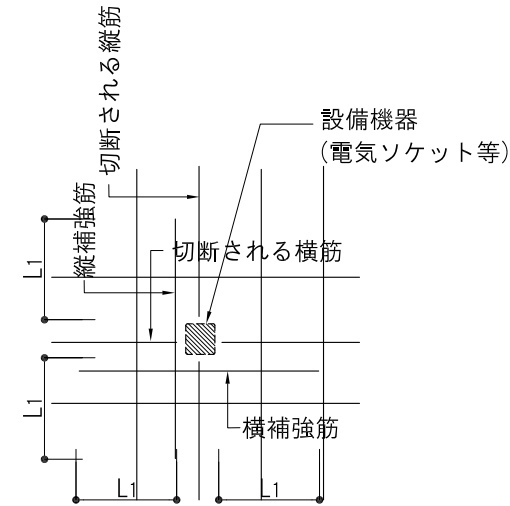 切断される縦筋
設備機器
(電気ソケット等)
縦補強筋
切断される横筋
L1
L1
横補強筋
L1
L1